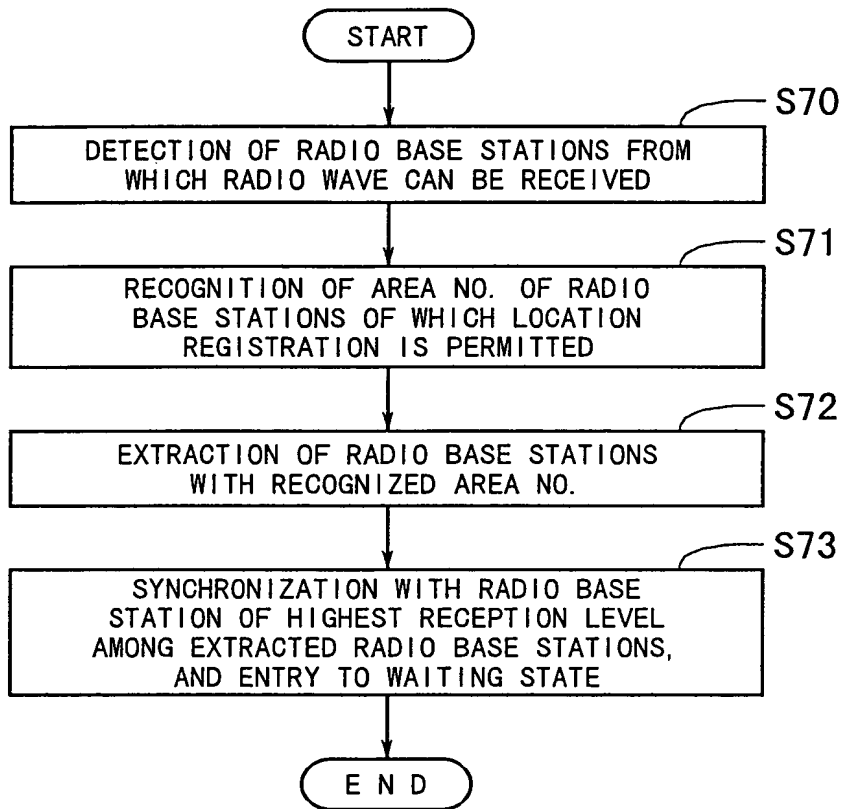 START
S70
DETECTION OF RADIO BASE STATIONS FROM
WHICH RADIO WAVE CAN BE RECEIVED
S71
RECOGNITION OF AREA NO. OF RADIO
BASE STATIONS OF WHICH LOCATION
REGISTRATION IS PERMITTED
S72
EXTRACTION OF RADIO BASE STATIONS
WITH RECOGNIZED AREA NO.
S73
SYNCHRONIZATION WITH RADIO BASE
STATION OF HIGHEST RECEPTION LEVEL
AMONG EXTRACTED RADIO BASE STATIONS,
AND ENTRY TO WAITING STATE
END